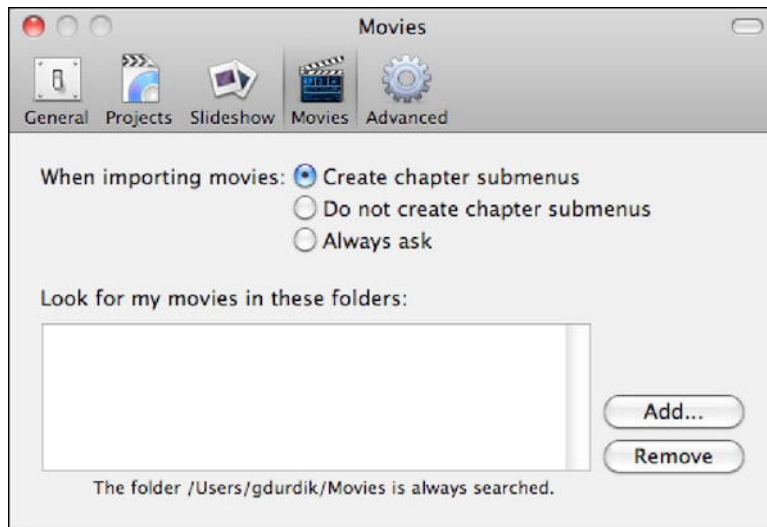 Movies
General Projects Slideshow Movies Advanced
When importing movies: Create chapter submenus
Do not create chapter submenus
Always ask
Look for my movies in these folders:
Add...
Remove
The folder /Users/gdurdik/Movies is always searched.